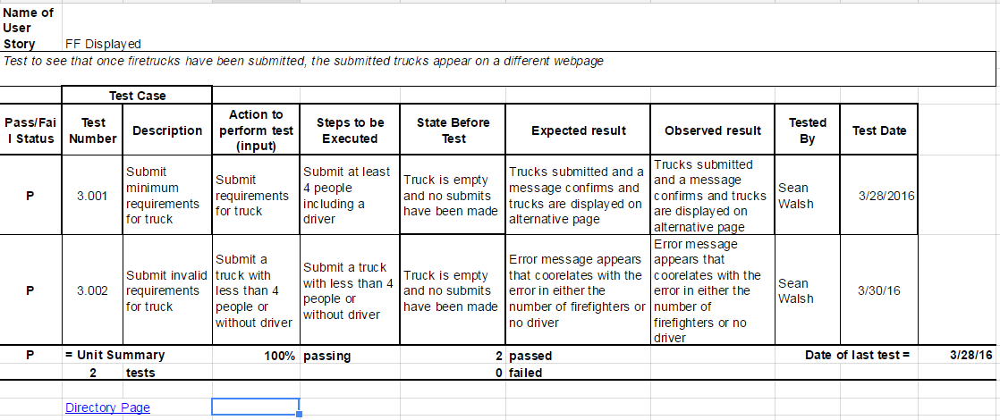 Name of
User
Story FF Displayed
Test to see that once firetrucks have been submitted, the submitted trucks appear on a different webpage
Test Case
Pass/Fai
l Status
Test
Number
Description
Action to
perform test
(input)
Steps to be
Executed
State Before
Test
Expected result
Observed result
Tested
By
Test Date
P
3.001
Submit
minimum
requirements
for truck
Submit
requirements
for truck
Submit at least
4 people
including a
driver
Truck is empty
and no submits
have been made
Trucks submitted and a
message confirms and
trucks are displayed on
alternative page
Trucks submitted
and a message
confirms and trucks
are displayed on
alternative page
Sean
Walsh
3/28/2016
P
3.002
Submit invalid
requirements
for truck
Submit a
truck with
less than 4
people or
without driver
Submit a truck
with less than 4
people or
without driver
Truck is empty
and no submits
have been made
Error message appears
that coorelates with the
error in either the
number of firefighters or
no driver
Error message
appears that
coorelates with the
error in either the
number of
firefighters or no
driver
Sean
Walsh
3/30/16
P = Unit Summary 100% passing 2 passed Date of last test = 3/28/16
2 tests 0 failed
Directory Page